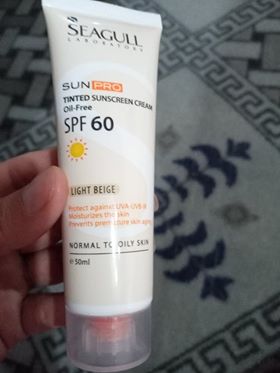 SEAGULL
LABORATORY
SUN PRO
TINTED SUNSCREEN CREAM
Oil-Free
SPF 60
LIGHT BEIGE
Protect against UVA-UVB-IR
Moisturizes the skin
Prevents premature skin aging
NORMAL TO OILY SKIN
℮ 50ml